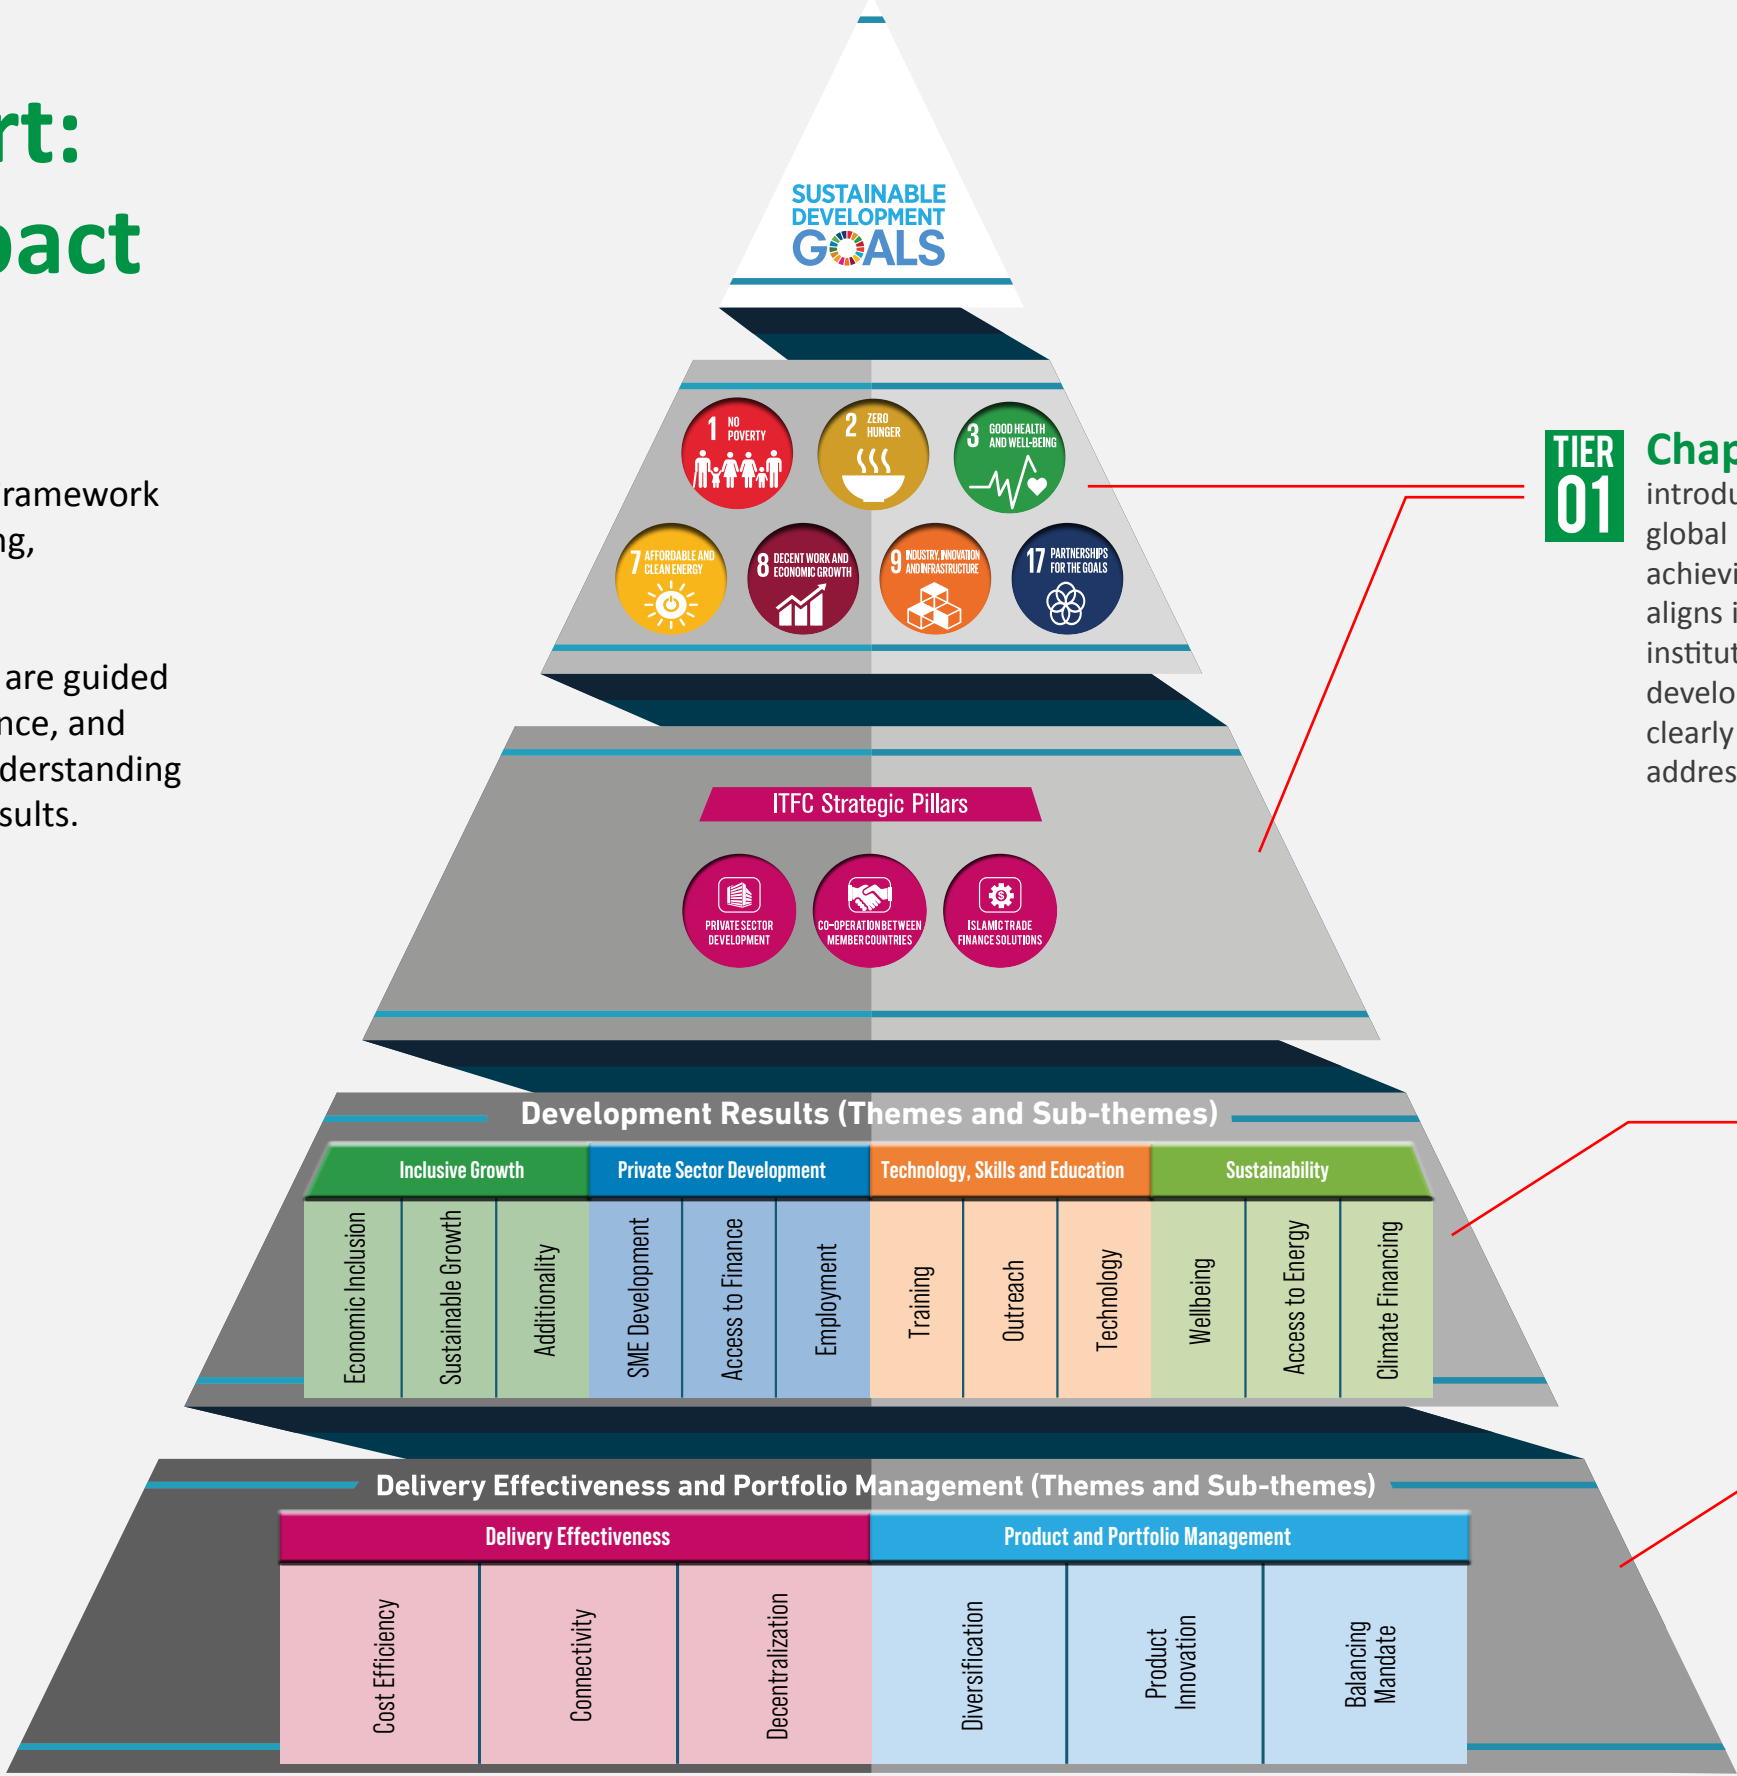 rt:
pact
ramework
ng,
are guided
nce, and
derstanding
sults.
SUSTAINABLE
DEVELOPMENT
GOALS
1 NO
POVERTY
2 ZERO
HUNGER
3 GOOD HEALTH
AND WELL-BEING
7 AFFORDABLE AND
CLEAN ENERGY
8 DECENT WORK AND
ECONOMIC GROWTH
9 INDUSTRY, INNOVATION
AND INFRASTRUCTURE
17 PARTNERSHIPS
FOR THE GOALS
TIER
01
Chap
introdu
global
achievi
aligns i
institut
develo
clearly
addres
ITFC Strategic Pillars
PRIVATE SECTOR
DEVELOPMENT
CO-OPERATION BETWEEN
MEMBER COUNTRIES
ISLAMIC TRADE
FINANCE SOLUTIONS
Development Results (Themes and Sub-themes)
Inclusive Growth
Private Sector Development
Technology, Skills and Education
Sustainability
Economic Inclusion
Sustainable Growth
Additionality
SME Development
Access to Finance
Employment
Training
Outreach
Technology
Wellbeing
Access to Energy
Climate Financing
Delivery Effectiveness and Portfolio Management (Themes and Sub-themes)
Delivery Effectiveness
Product and Portfolio Management
Cost Efficiency
Connectivity
Decentralization
Diversification
Product
Innovation
Balancing
Mandate